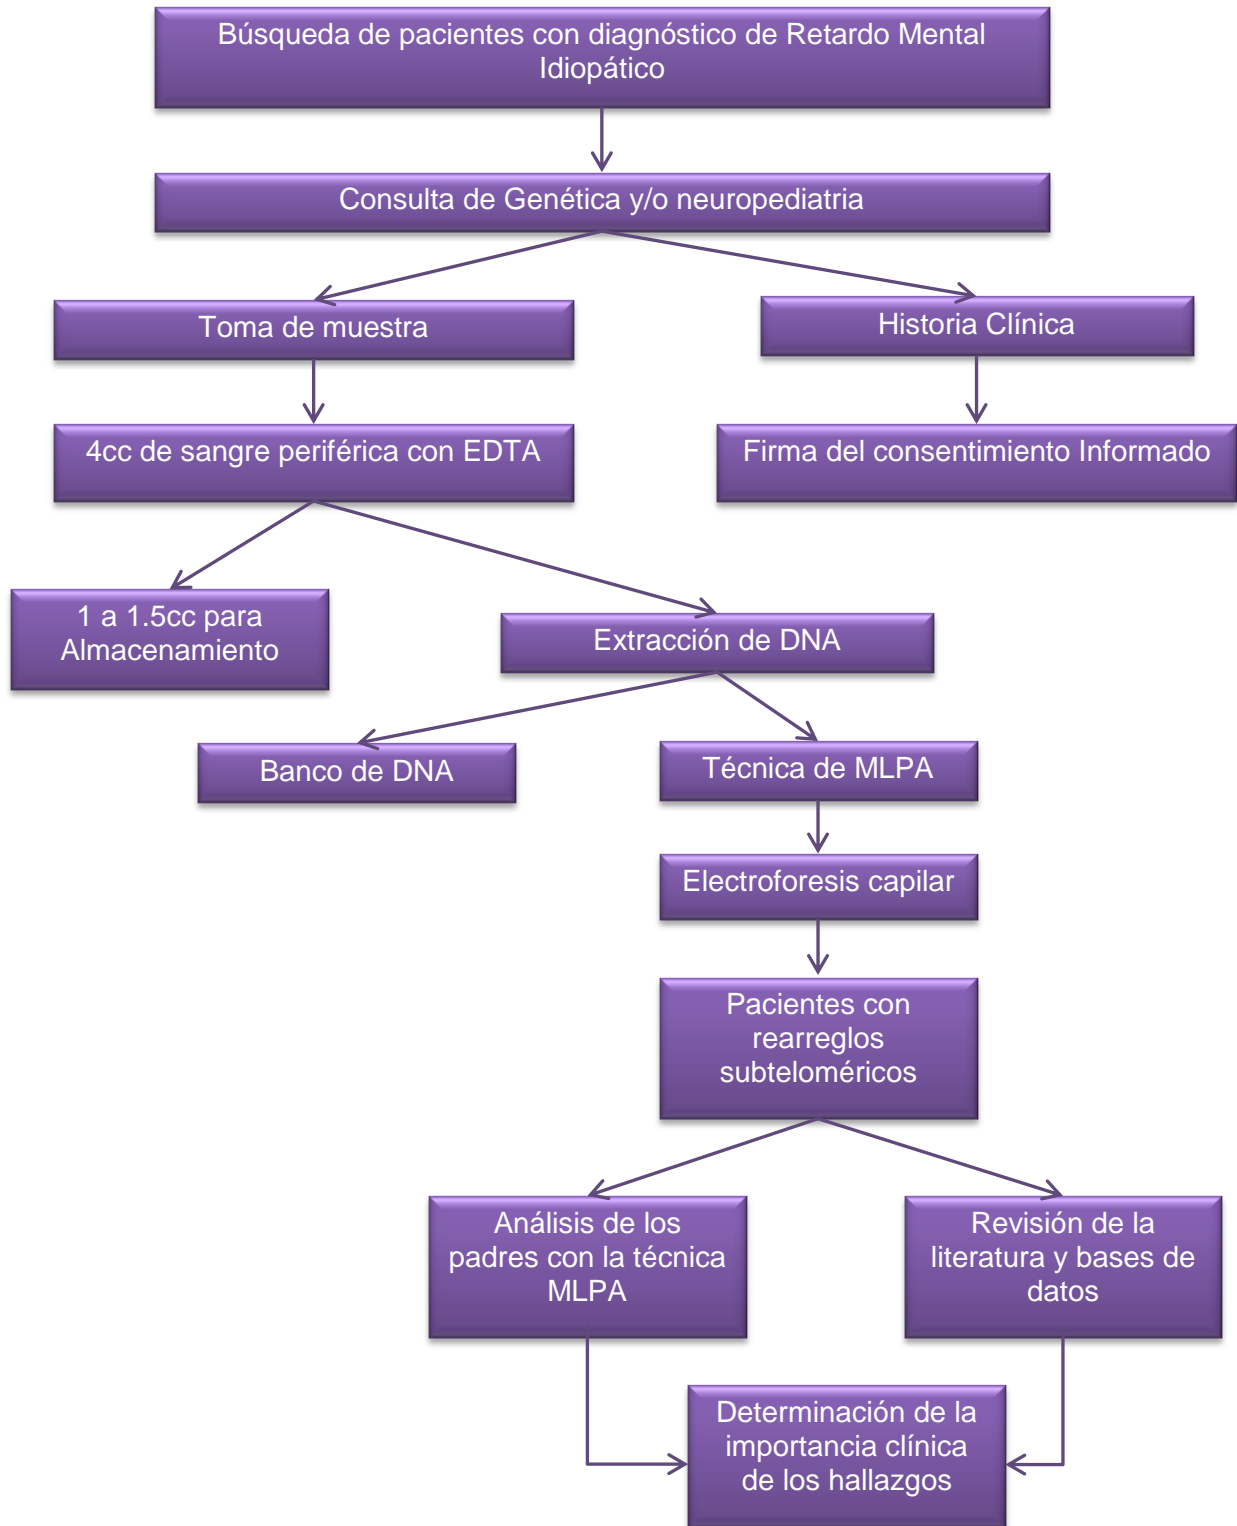 Búsqueda de pacientes con diagnóstico de Retardo Mental
Idiopático
Consulta de Genética y/o neuropediatria
Toma de muestra
Historia Clínica
4cc de sangre periférica con EDTA
Firma del consentimiento Informado
1 a 1.5cc para
Almacenamiento
Extracción de DNA
Banco de DNA
Técnica de MLPA
Electroforesis capilar
Pacientes con
rearreglos
subteloméricos
Análisis de los
padres con la técnica
MLPA
Revisión de la
literatura y bases de
datos
Determinación de la
importancia clínica
de los hallazgos